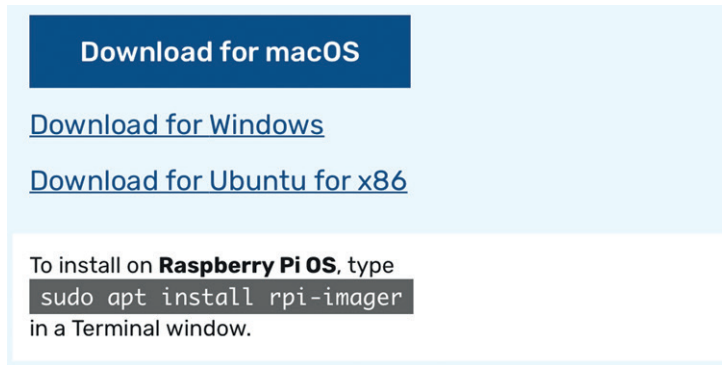 Download for macOS
Download for Windows
Download for Ubuntu for x86
To install on Raspberry Pi OS, type
sudo apt install rpi-imager
in a Terminal window.